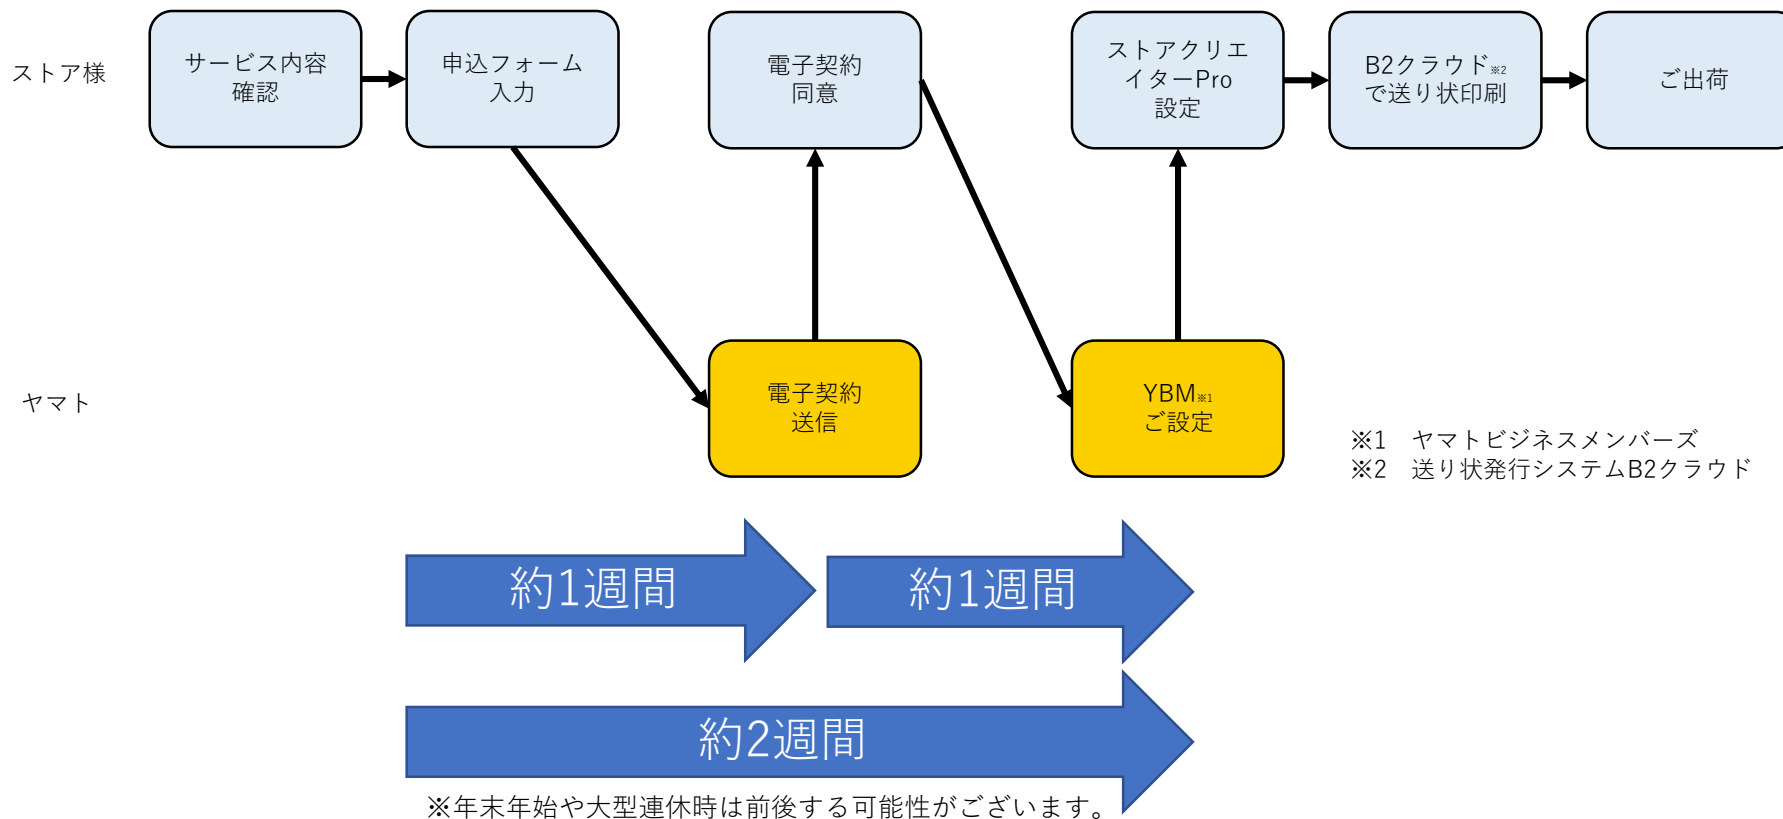 ストア様
サービス内容
確認
申込フォーム
入力
電子契約
同意
ストアクリエ
イターPro
設定
B2クラウド※2
で送り状印刷
ご出荷
ヤマト
電子契約
送信
YBM※1
ご設定
※1　ヤマトビジネスメンバーズ
※2　送り状発行システムB2クラウド
約1週間
約1週間
約2週間
※年末年始や大型連休時は前後する可能性がございます。